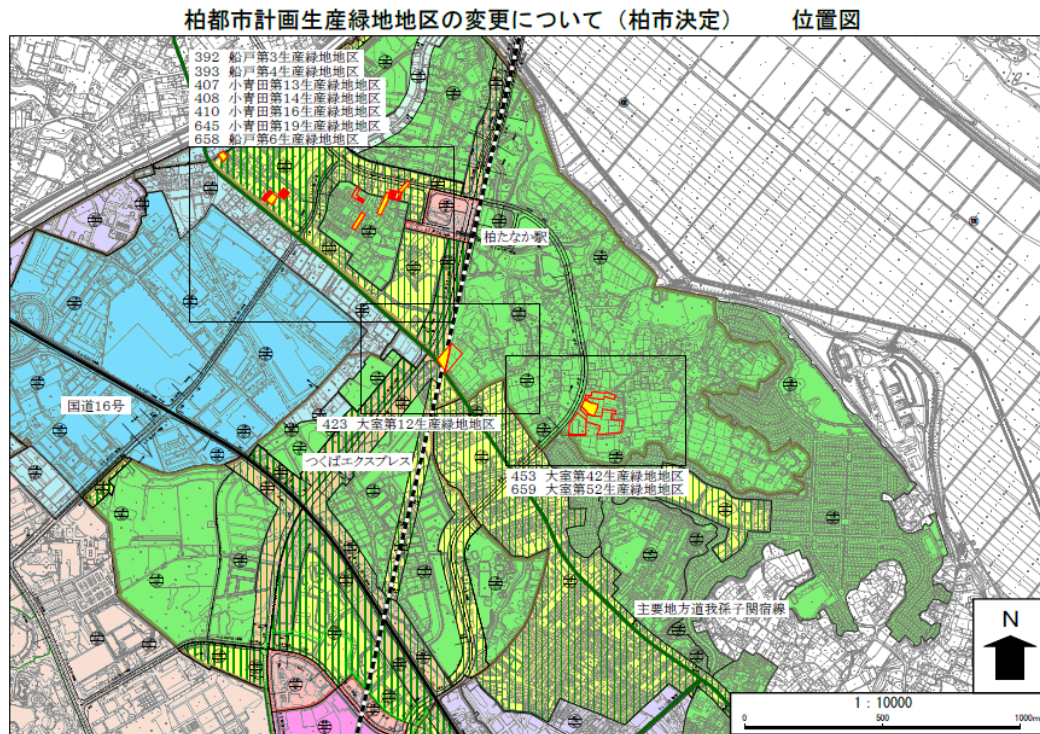 柏都市計画生産緑地地区の変更について（柏市決定）　　位置図
392 船戸第3生産緑地地区
393 船戸第4生産緑地地区
407 小青田第13生産緑地地区
408 小青田第14生産緑地地区
410 小青田第16生産緑地地区
645 小青田第19生産緑地地区
658 船戸第6生産緑地地区
柏たなか駅
国道16号
423 大室第12生産緑地地区
つくばエクスプレス
453 大室第42生産緑地地区
659 大室第52生産緑地地区
主要地方道我孫子関宿線
N
1：10000
0 500 1000m